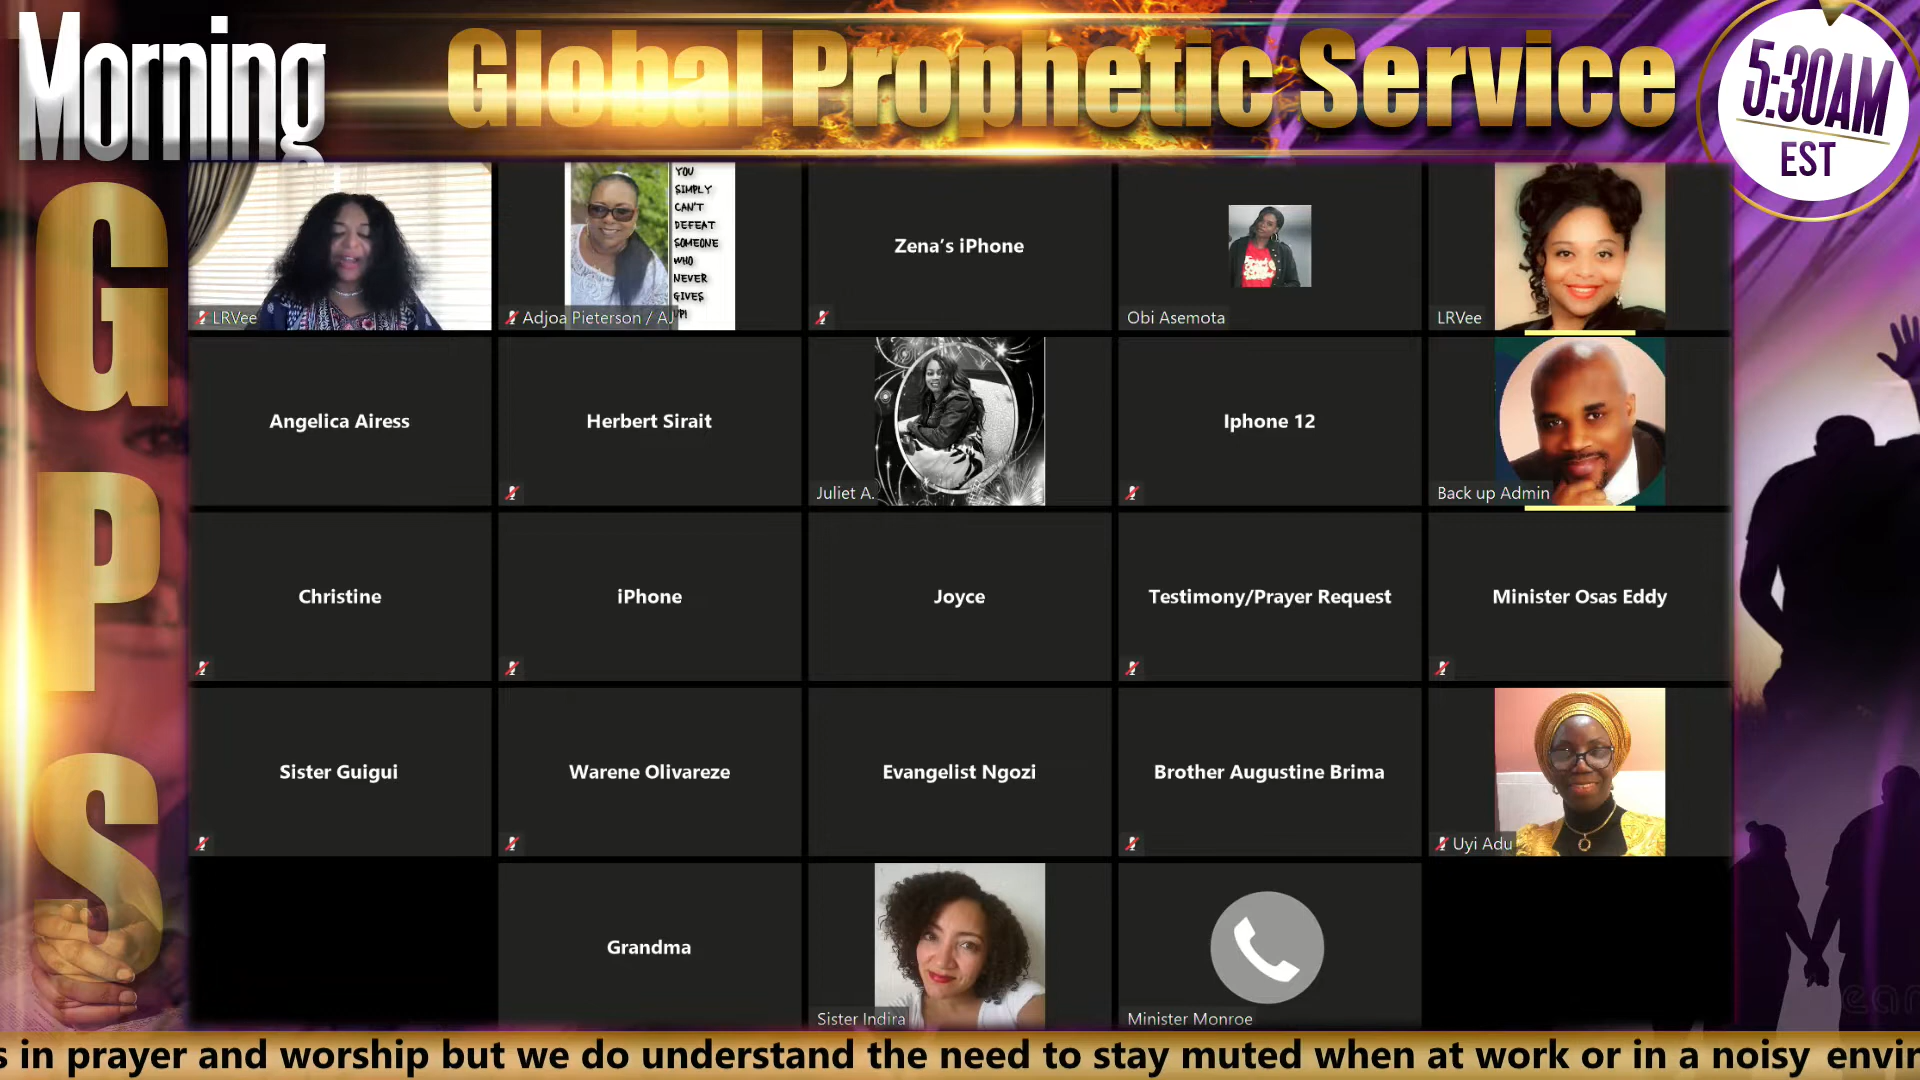 Morning
Global Prophetic Service
5:30AM
EST
G
P
S
YOU
SIMPLY
CAN'T
DEFEAT
SOMEONE
WHO
NEVER
GIVES
UP!
LRVee
Adjoa Pieterson / AJ
Zena's iPhone
Obi Asemota
LRVee
Angelica Airess
Herbert Sirait
Juliet A.
Iphone 12
Back up Admin
Christine
iPhone
Joyce
Testimony/Prayer Request
Minister Osas Eddy
Sister Guigui
Warene Olivareze
Evangelist Ngozi
Brother Augustine Brima
Uyi Adu
Grandma
Sister Indira
Minister Monroe
s in prayer and worship but we do understand the need to stay muted when at work or in a noisy envir